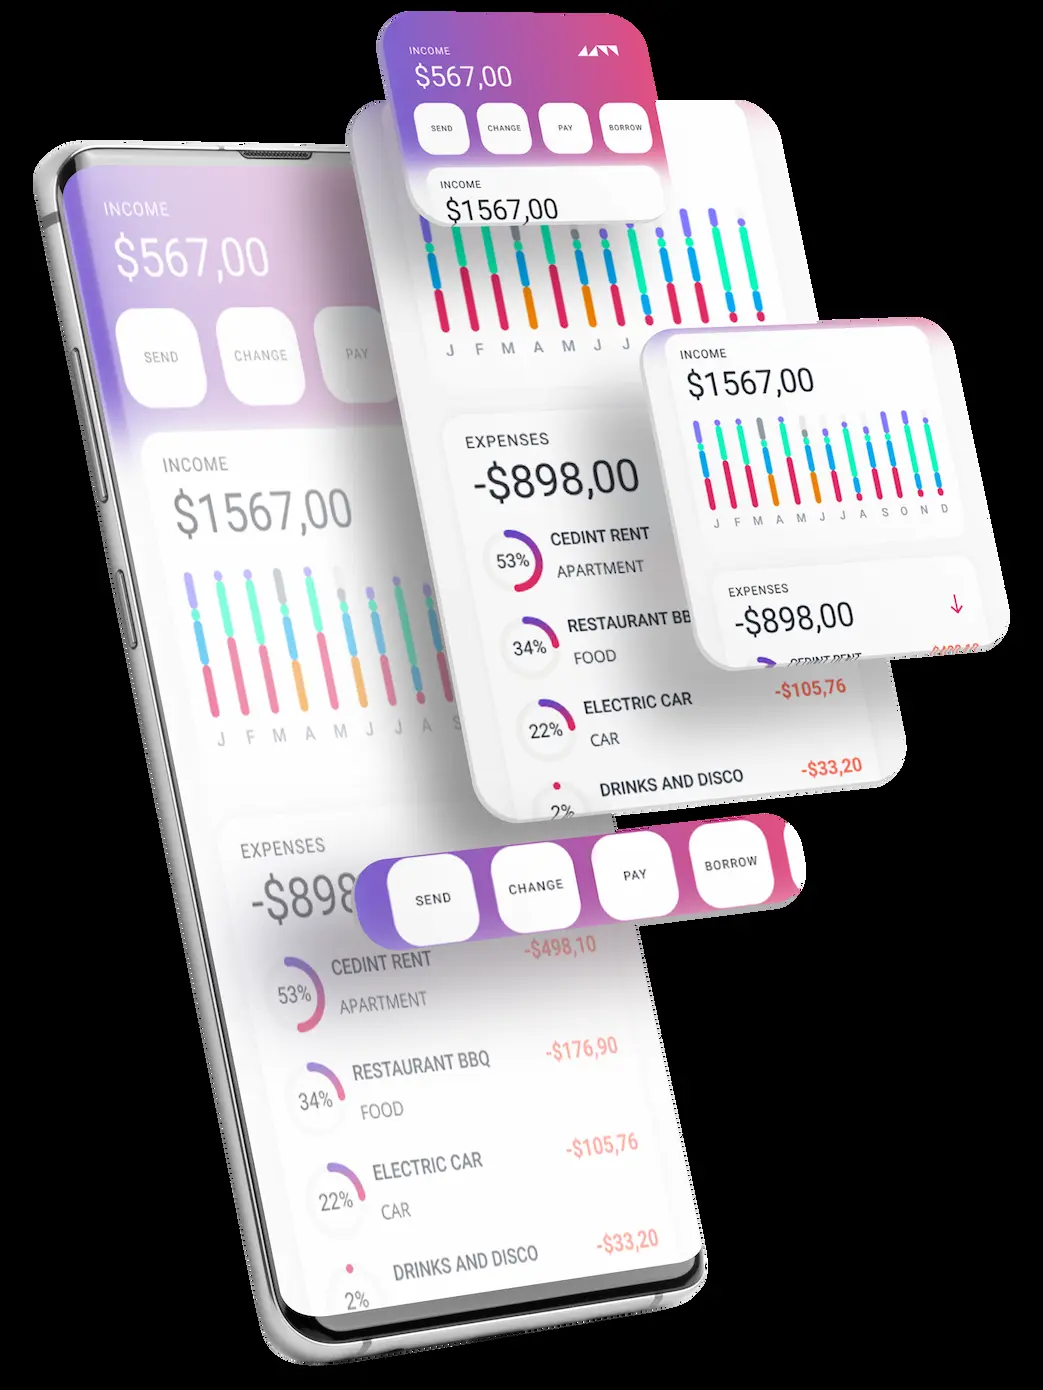 INCOME
$567,00
SEND
CHANGE
PAY
BORROW
INCOME
$1567,00
INCOME
$567,00
SEND
CHANGE
PAY
INCOME
$1567,00
J F M A M J J A S
EXPENSES
-$898
CEDINT RENT
-$498,10
53%
APARTMENT
RESTAURANT BBQ
-$176,90
34%
FOOD
ELECTRIC CAR
-$105,76
22%
CAR
DRINKS AND DISCO
-$33,20
2%
J F M A M J J
EXPENSES
-$898,00
CEDINT RENT
53%
APARTMENT
RESTAURANT BB
34%
FOOD
ELECTRIC CAR
-$105,76
22%
CAR
DRINKS AND DISCO
-$33,20
2%
INCOME
$1567,00
J F M A M J J A S O N D
EXPENSES
-$898,00
CEDINT RENT
SEND
CHANGE
PAY
BORROW